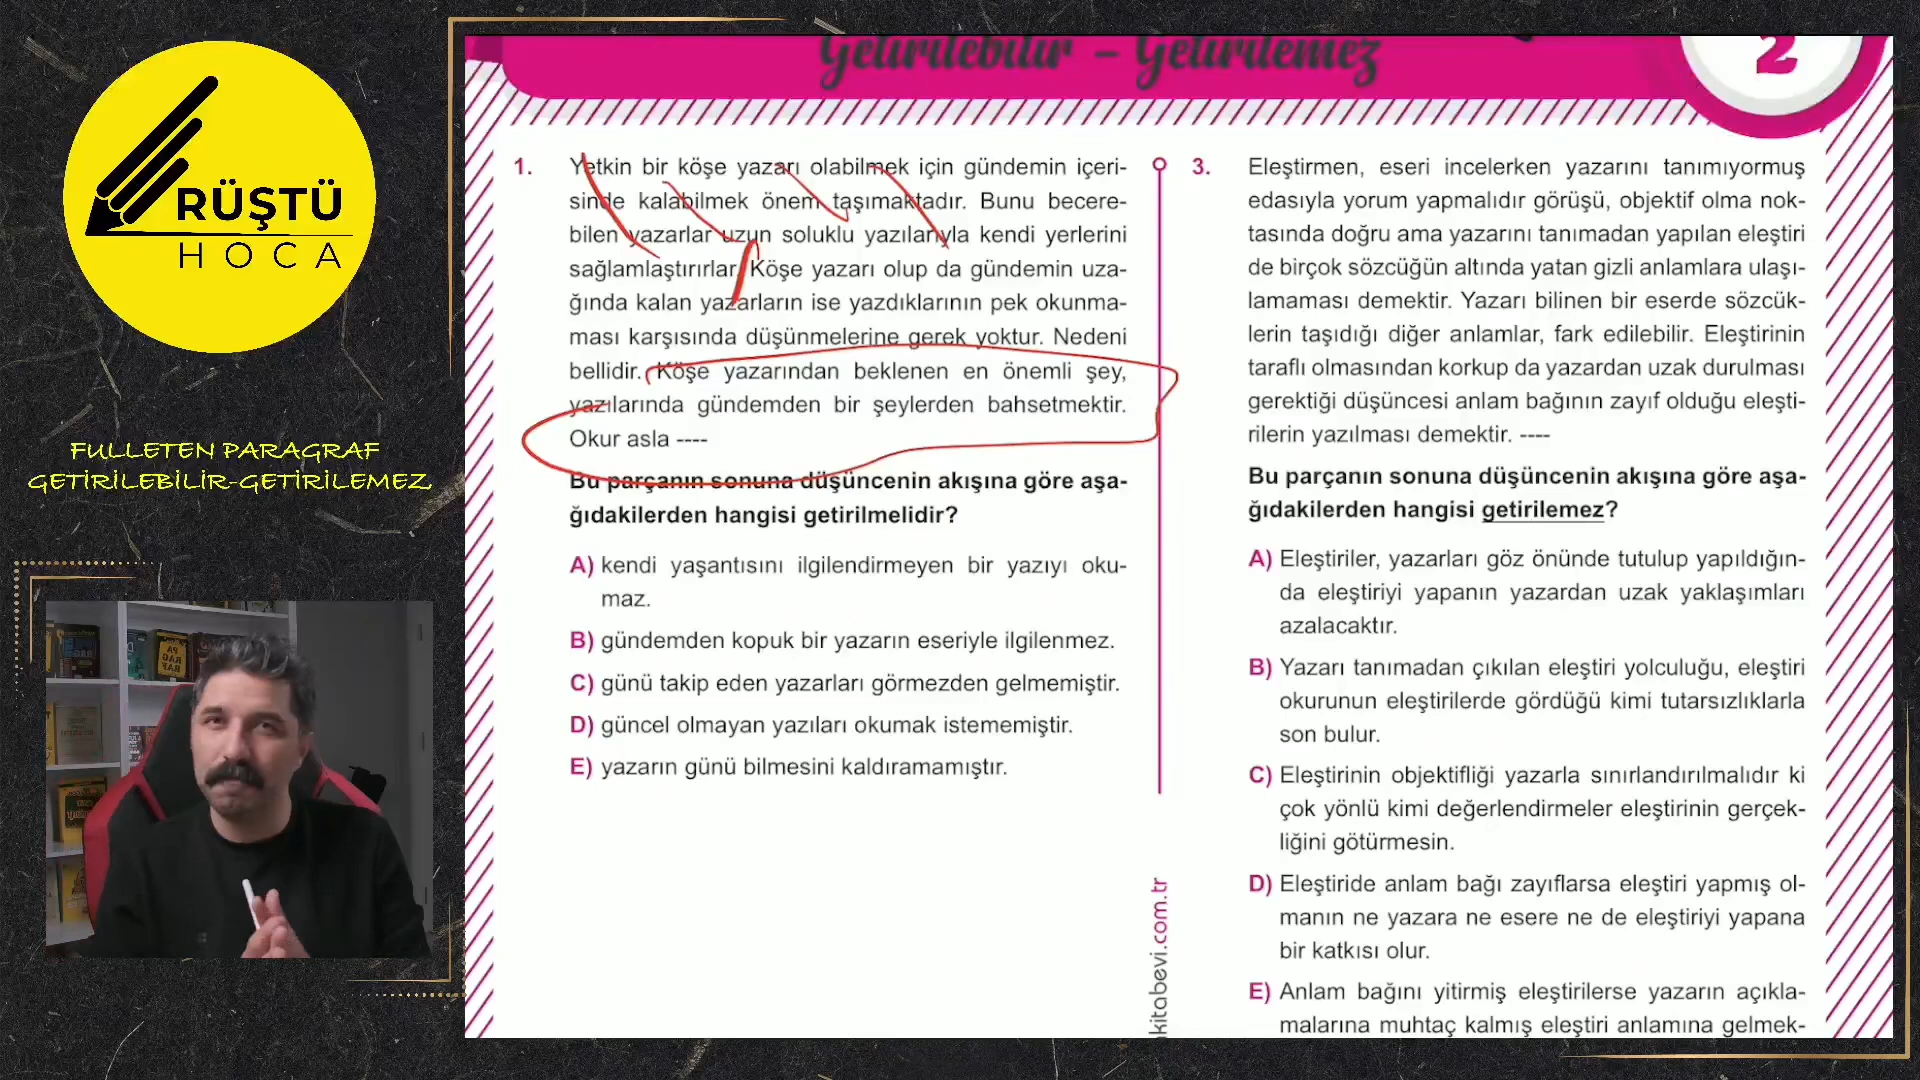 RÜŞTÜ
HOCA
FULLETEN PARAGRAF
GETİRİLEBİLİR-GETİRİLEMEZ,
Getirilebilir – Getirilemez
2
1. Yetkin bir köşe yazarı olabilmek için gündemin içeri-
sinde kalabilmek önem taşımaktadır. Bunu becere-
bilen yazarlar uzun soluklu yazılarıyla kendi yerlerini
sağlamlaştırırlar. Köşe yazarı olup da gündemin uza-
ğında kalan yazarların ise yazdıklarının pek okunma-
ması karşısında düşünmelerine gerek yoktur. Nedeni
bellidir. Köşe yazarından beklenen en önemli şey,
yazılarında gündemden bir şeylerden bahsetmektir.
Okur asla ----
Bu parçanın sonuna düşüncenin akışına göre aşa-
ğıdakilerden hangisi getirilmelidir?
A) kendi yaşantısını ilgilendirmeyen bir yazıyı oku-
maz.
B) gündemden kopuk bir yazarın eseriyle ilgilenmez.
C) günü takip eden yazarları görmezden gelmemiştir.
D) güncel olmayan yazıları okumak istememiştir.
E) yazarın günü bilmesini kaldıramamıştır.
3. Eleştirmen, eseri incelerken yazarını tanımıyormuş
edasıyla yorum yapmalıdır görüşü, objektif olma nok-
tasında doğru ama yazarını tanımadan yapılan eleştiri
de birçok sözcüğün altında yatan gizli anlamlara ulaşı-
lamaması demektir. Yazarı bilinen bir eserde sözcük-
lerin taşıdığı diğer anlamlar, fark edilebilir. Eleştirinin
taraflı olmasından korkup da yazardan uzak durulması
gerektiği düşüncesi anlam bağının zayıf olduğu eleşti-
rilerin yazılması demektir. ----
Bu parçanın sonuna düşüncenin akışına göre aşa-
ğıdakilerden hangisi getirilemez?
A) Eleştiriler, yazarları göz önünde tutulup yapıldığın-
da eleştiriyi yapanın yazardan uzak yaklaşımları
azalacaktır.
B) Yazarı tanımadan çıkılan eleştiri yolculuğu, eleştiri
okurunun eleştirilerde gördüğü kimi tutarsızlıklarla
son bulur.
C) Eleştirinin objektifliği yazarla sınırlandırılmalıdır ki
çok yönlü kimi değerlendirmeler eleştirinin gerçek-
liğini götürmesin.
D) Eleştiride anlam bağı zayıflarsa eleştiri yapmış ol-
manın ne yazara ne esere ne de eleştiriyi yapana
bir katkısı olur.
E) Anlam bağını yitirmiş eleştirilerse yazarın açıkla-
malarına muhtaç kalmış eleştiri anlamına gelmek-
kitabevi.com.tr